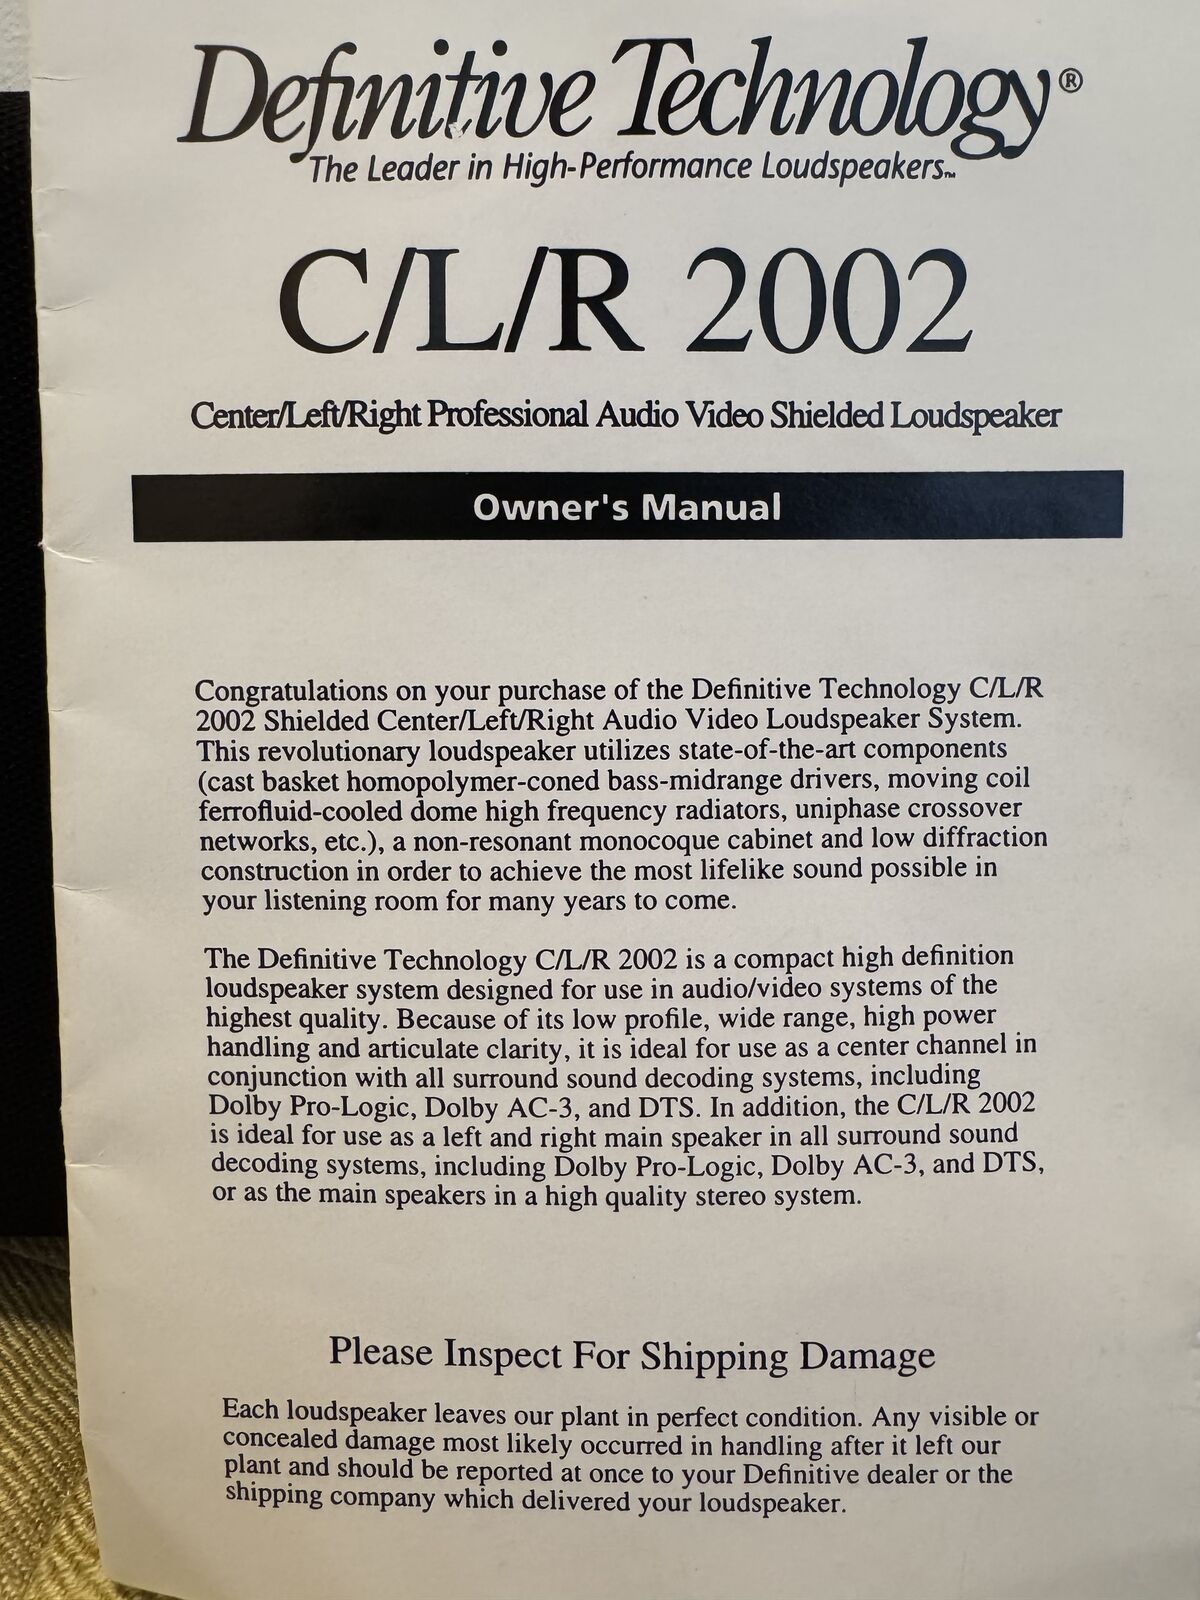 Definitive Technology®
The Leader in High-Performance Loudspeakers™
C/L/R 2002
Center/Left/Right Professional Audio Video Shielded Loudspeaker
Owner's Manual
Congratulations on your purchase of the Definitive Technology C/L/R
2002 Shielded Center/Left/Right Audio Video Loudspeaker System.
This revolutionary loudspeaker utilizes state-of-the-art components
(cast basket homopolymer-coned bass-midrange drivers, moving coil
ferrofluid-cooled dome high frequency radiators, uniphase crossover
networks, etc.), a non-resonant monocoque cabinet and low diffraction
construction in order to achieve the most lifelike sound possible in
your listening room for many years to come.
The Definitive Technology C/L/R 2002 is a compact high definition
loudspeaker system designed for use in audio/video systems of the
highest quality. Because of its low profile, wide range, high power
handling and articulate clarity, it is ideal for use as a center channel in
conjunction with all surround sound decoding systems, including
Dolby Pro-Logic, Dolby AC-3, and DTS. In addition, the C/L/R 2002
is ideal for use as a left and right main speaker in all surround sound
decoding systems, including Dolby Pro-Logic, Dolby AC-3, and DTS,
or as the main speakers in a high quality stereo system.
Please Inspect For Shipping Damage
Each loudspeaker leaves our plant in perfect condition. Any visible or
concealed damage most likely occurred in handling after it left our
plant and should be reported at once to your Definitive dealer or the
shipping company which delivered your loudspeaker.